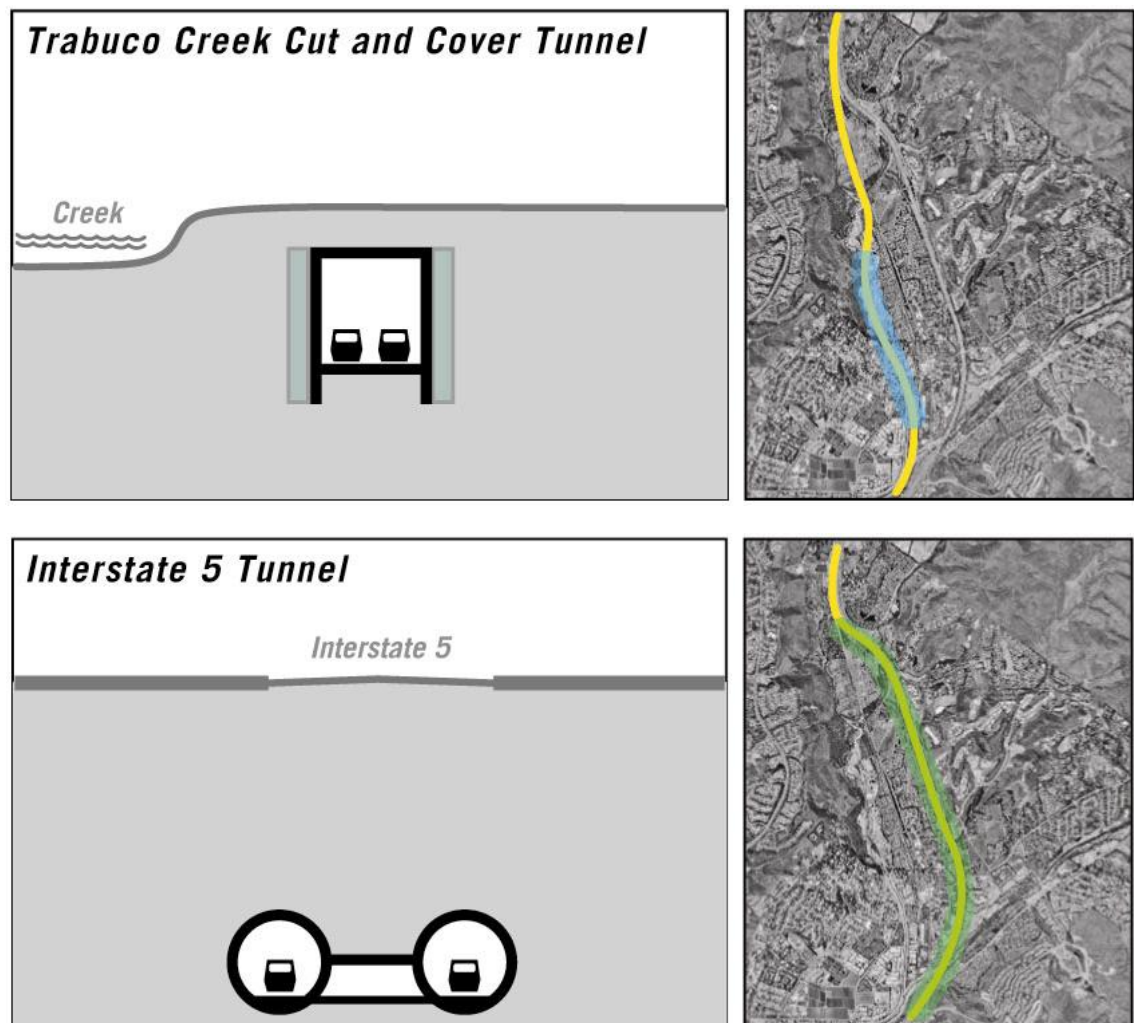 Trabuco Creek Cut and Cover Tunnel
Creek
Interstate 5 Tunnel
Interstate 5